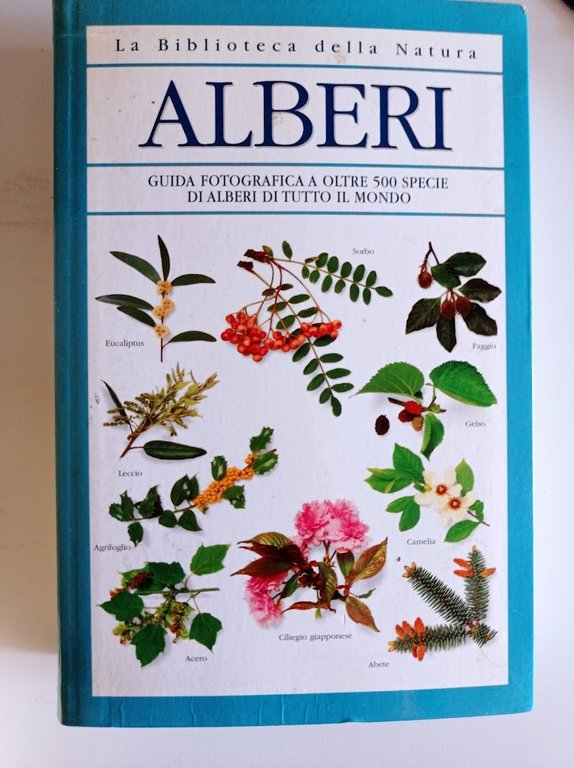 La Biblioteca della Natura
ALBERI
GUIDA FOTOGRAFICA A OLTRE 500 SPECIE
DI ALBERI DI TUTTO IL MONDO
Sorbo
Eucaliptus
Faggio
Gelso
Leccio
Agrifoglio
Camelia
Ciliegio giapponese
Acero
Abete